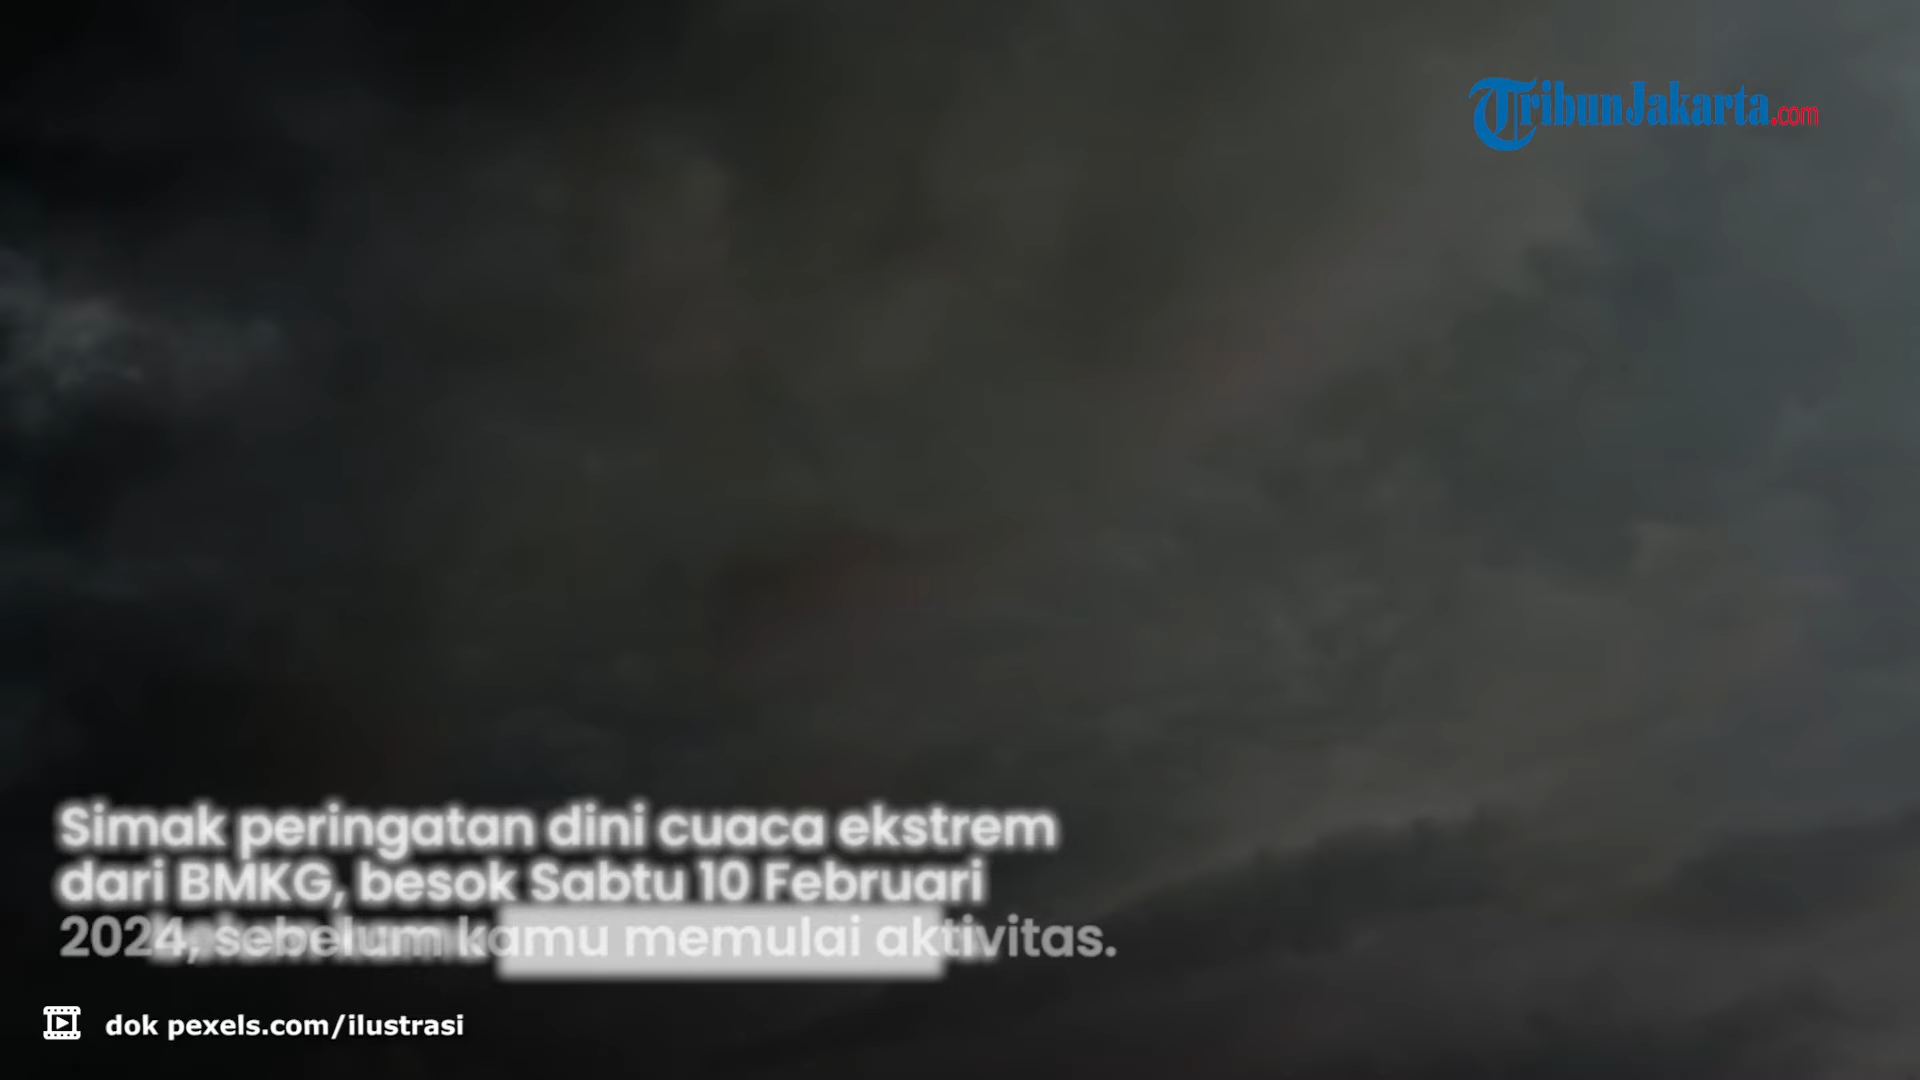 TribunJakarta.com
Simak peringatan dini cuaca ekstrem
dari BMKG, besok Sabtu 10 Februari
2024, sebelum kamu memulai aktivitas.
dok pexels.com/ilustrasi